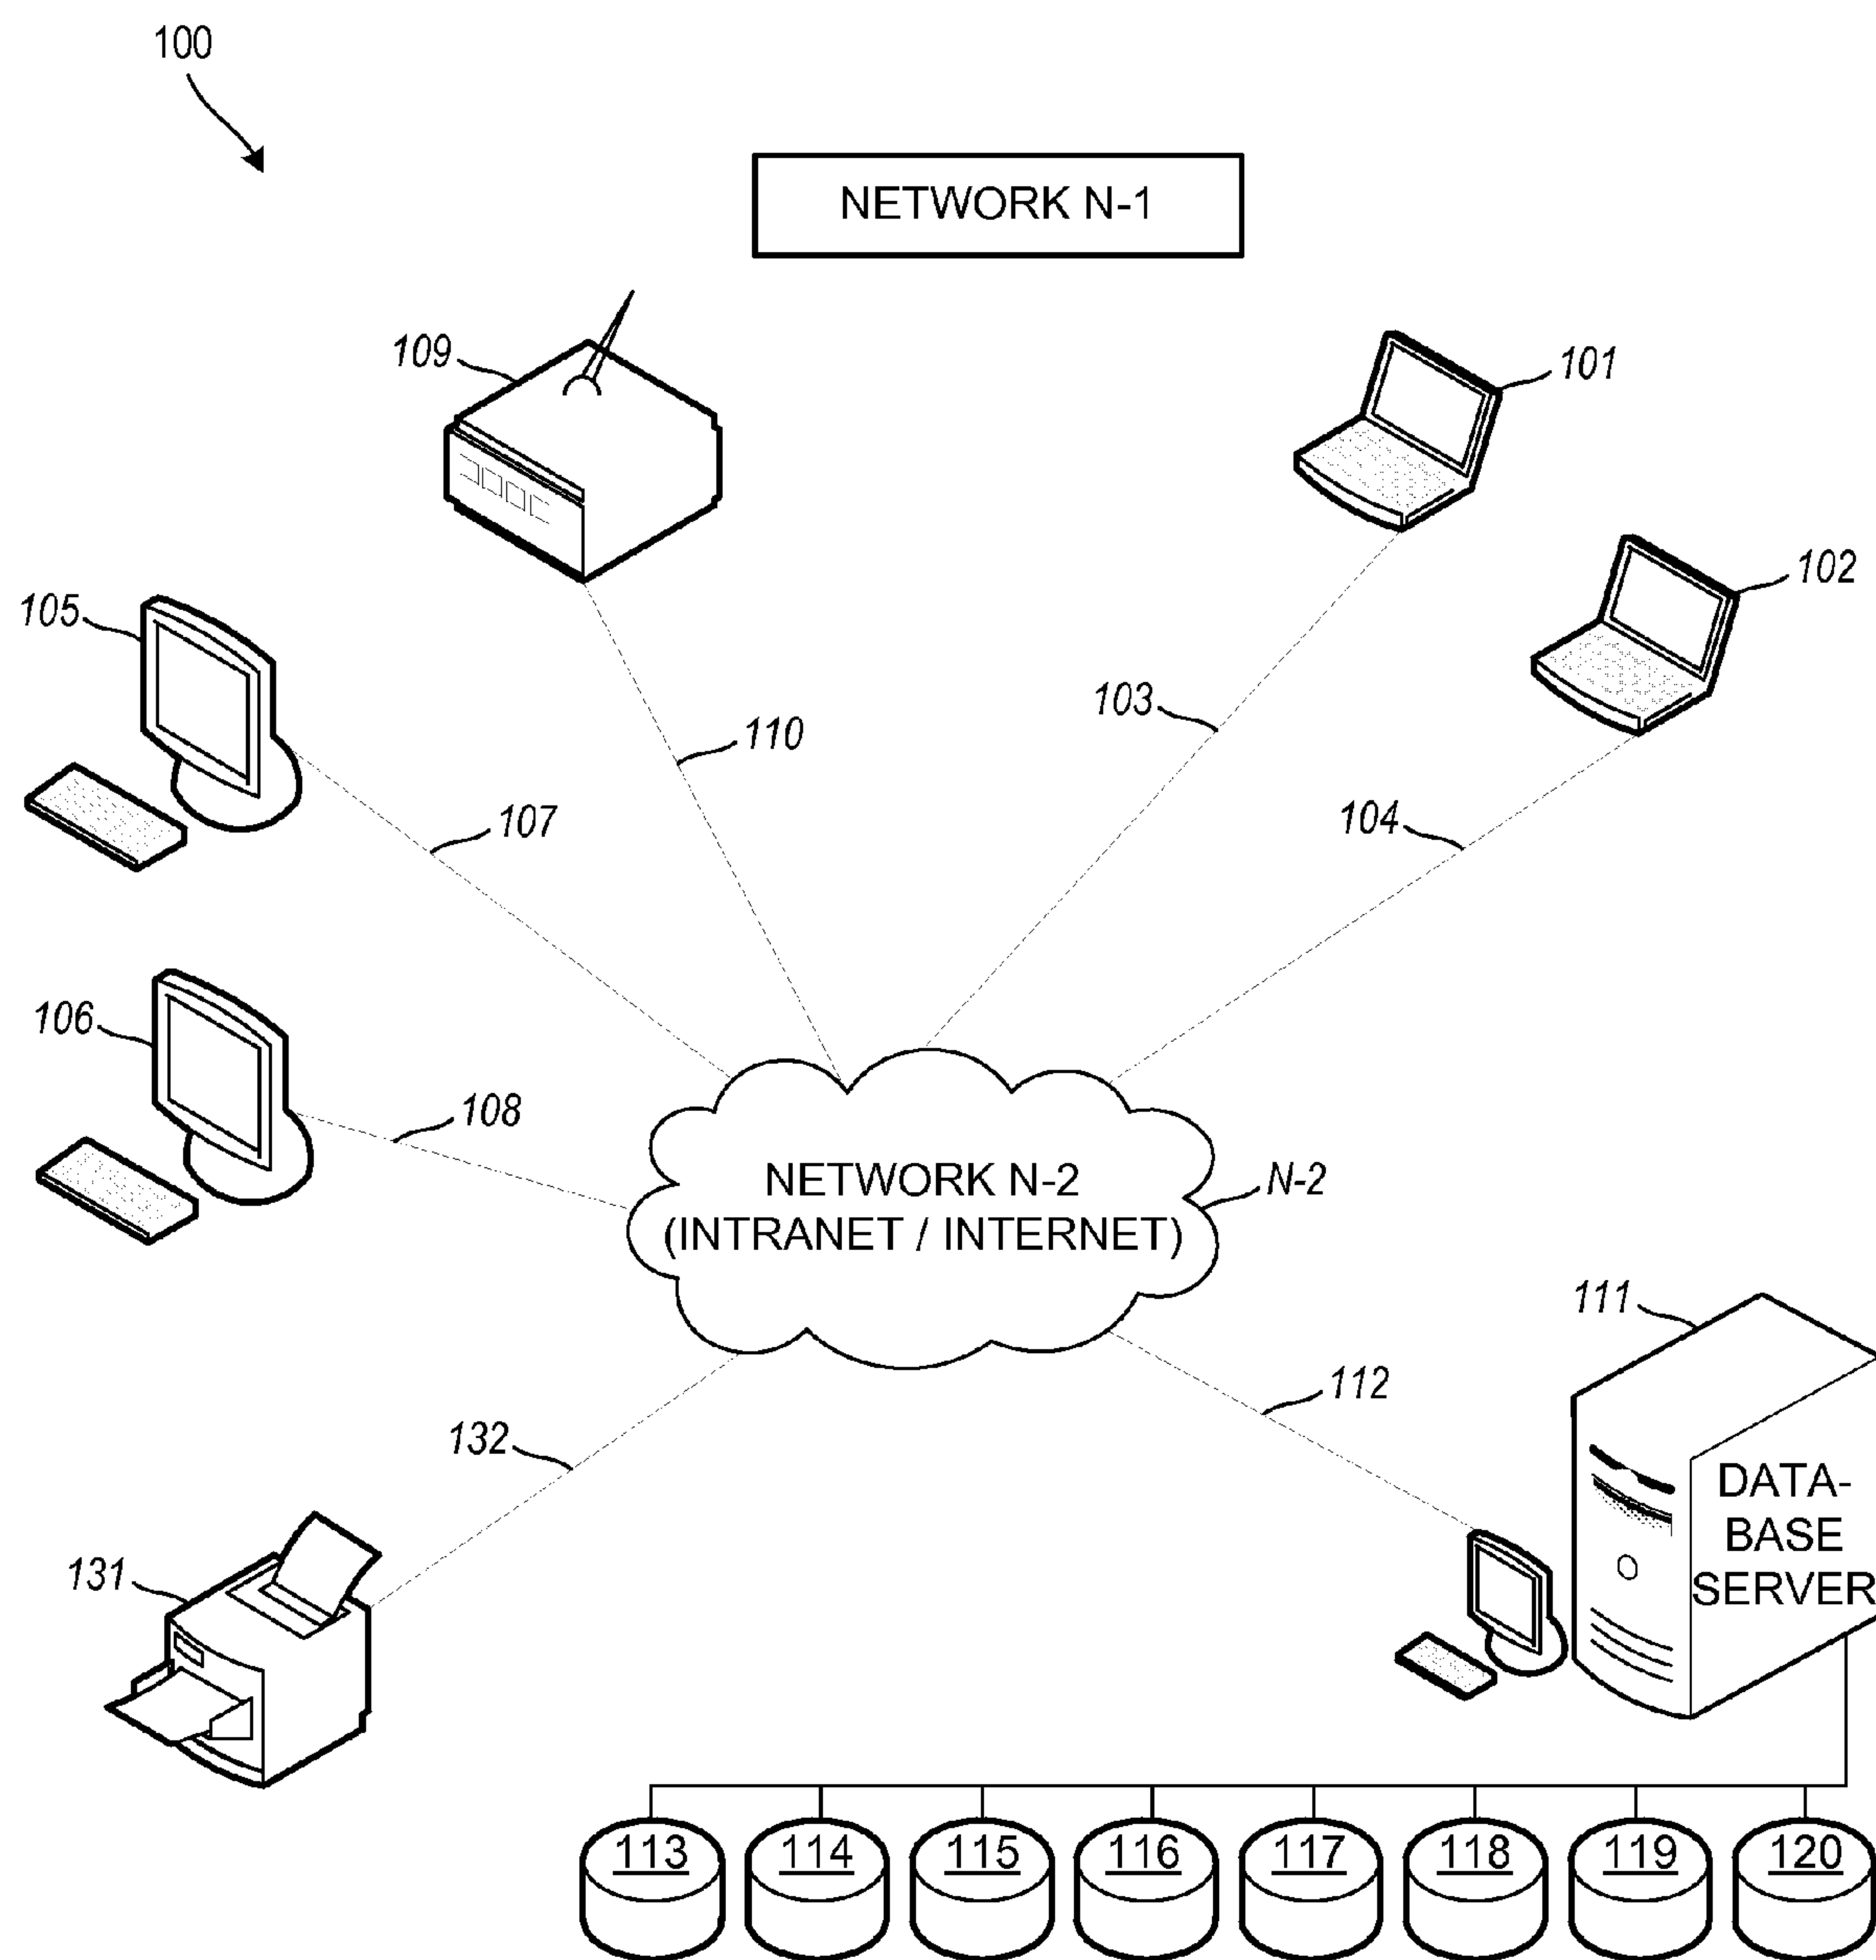 100
NETWORK N-1
109
101
102
105
103
110
104
107
106
108
NETWORK N-2
(INTRANET / INTERNET)
N-2
111
112
132
DATA-
BASE
SERVER
131
113 114 115 116 117 118 119 120